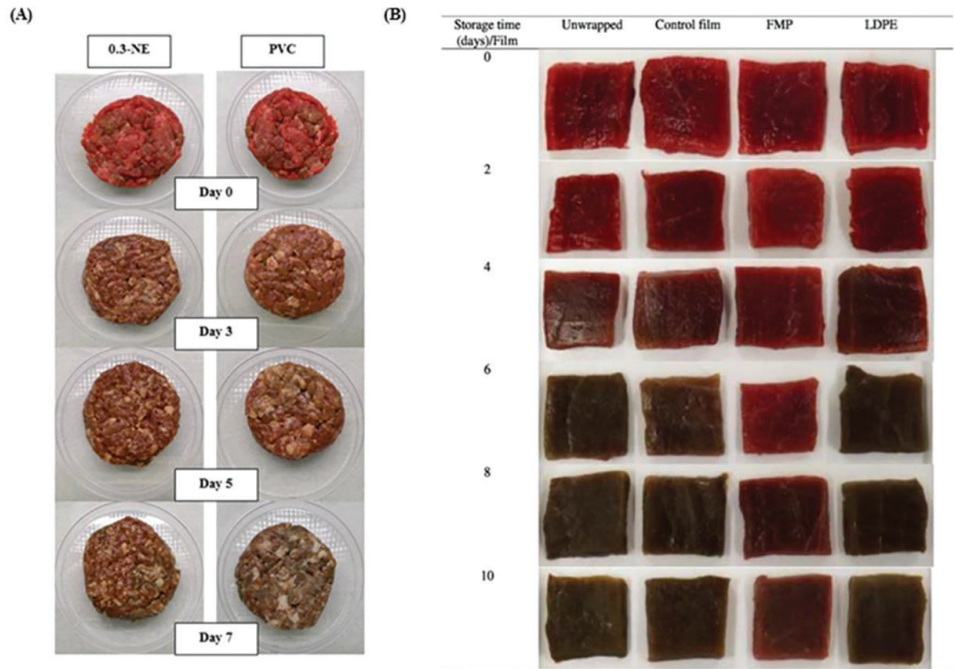 (A)
0.3-NE
PVC
Day 0
Day 3
Day 5
Day 7
(B)
Storage time
(days)/Film
Unwrapped
Control film
FMP
LDPE
0
2
4
6
8
10